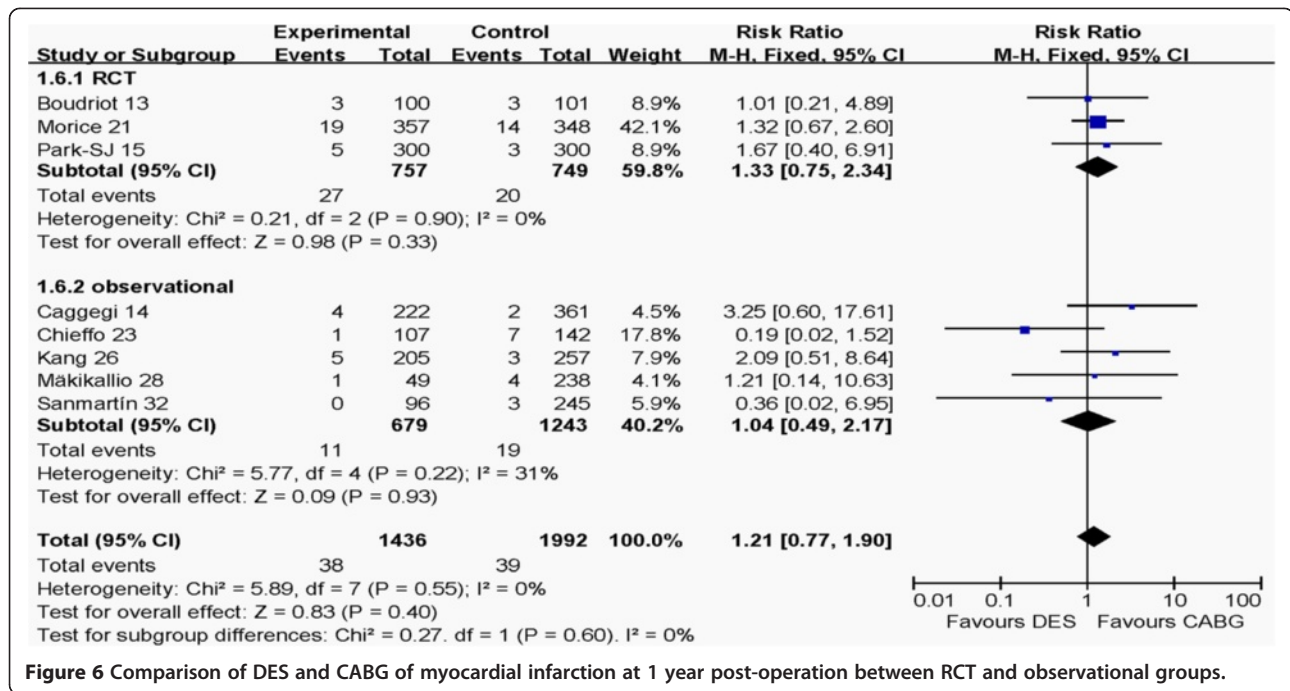 Experimental Control Risk Ratio Risk Ratio
Study or Subgroup Events Total Events Total Weight M-H, Fixed, 95% CI M-H, Fixed, 95% CI
1.6.1 RCT
Boudriot 13 3 100 3 101 8.9% 1.01 [0.21, 4.89]
Morice 21 19 357 14 348 42.1% 1.32 [0.67, 2.60]
Park-SJ 15 5 300 3 300 8.9% 1.67 [0.40, 6.91]
Subtotal (95% CI) 757 749 59.8% 1.33 [0.75, 2.34]
Total events 27 20
Heterogeneity: Chi² = 0.21, df = 2 (P = 0.90); I² = 0%
Test for overall effect: Z = 0.98 (P = 0.33)
1.6.2 observational
Caggegi 14 4 222 2 361 4.5% 3.25 [0.60, 17.61]
Chieffo 23 1 107 7 142 17.8% 0.19 [0.02, 1.52]
Kang 26 5 205 3 257 7.9% 2.09 [0.51, 8.64]
Mäkikallio 28 1 49 4 238 4.1% 1.21 [0.14, 10.63]
Sanmartín 32 0 96 3 245 5.9% 0.36 [0.02, 6.95]
Subtotal (95% CI) 679 1243 40.2% 1.04 [0.49, 2.17]
Total events 11 19
Heterogeneity: Chi² = 5.77, df = 4 (P = 0.22); I² = 31%
Test for overall effect: Z = 0.09 (P = 0.93)
Total (95% CI) 1436 1992 100.0% 1.21 [0.77, 1.90]
Total events 38 39
Heterogeneity: Chi² = 5.89, df = 7 (P = 0.55); I² = 0%
Test for overall effect: Z = 0.83 (P = 0.40)
Test for subgroup differences: Chi² = 0.27. df = 1 (P = 0.60). I² = 0%
0.01 0.1 1 10 100
Favours DES Favours CABG
Figure 6 Comparison of DES and CABG of myocardial infarction at 1 year post-operation between RCT and observational groups.